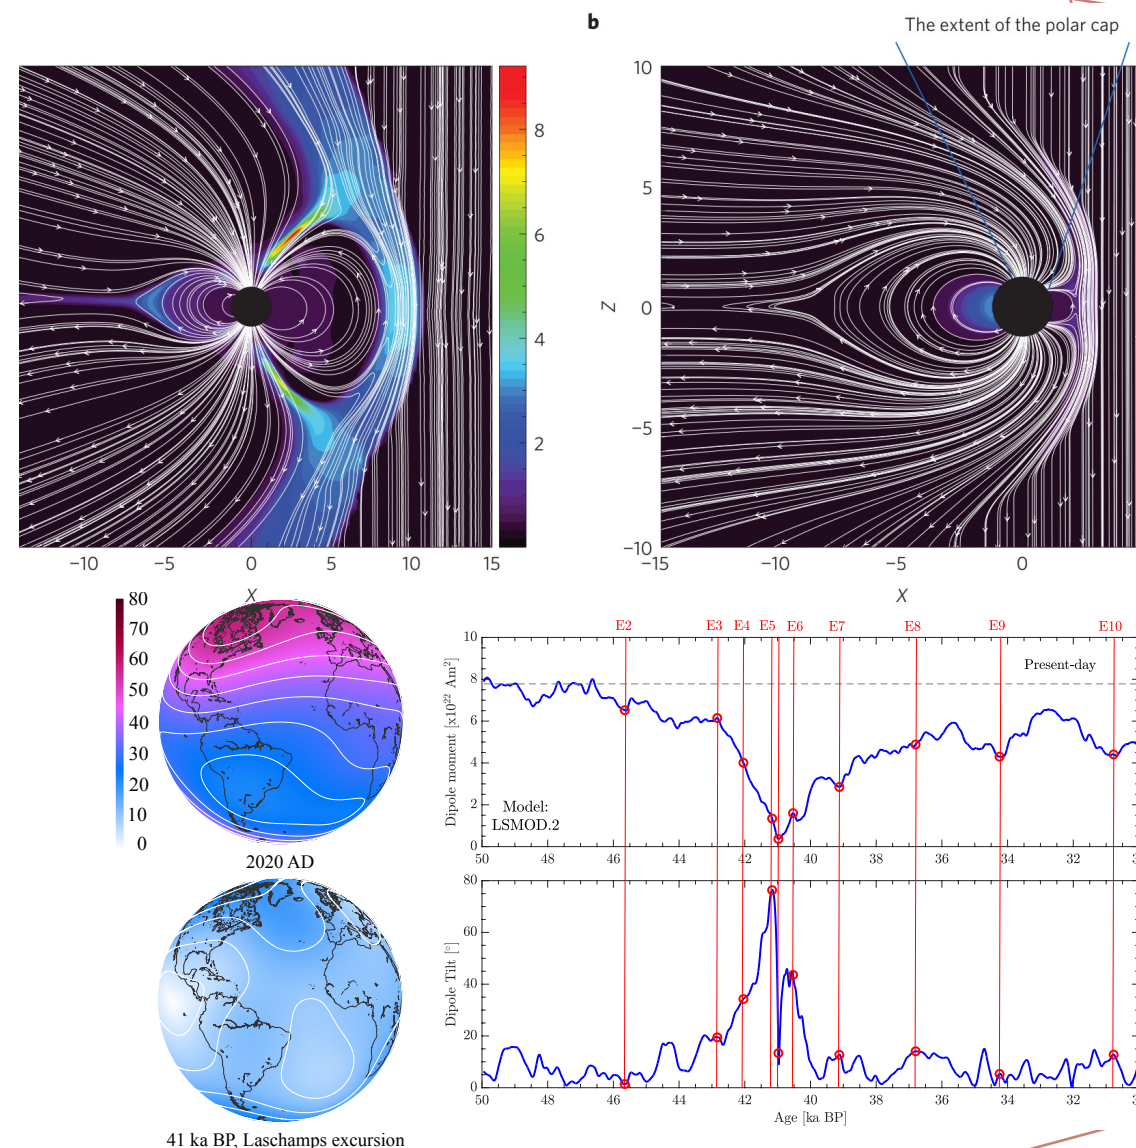 b
The extent of the polar cap
8
6
4
2
−10
−5
0
5
10
15
X
10
5
Z
0
−5
−10
−15
−10
−5
0
X
80
70
60
50
40
30
20
10
0
2020 AD
41 ka BP, Laschamps excursion
E2
E3
E4
E5
E6
E7
E8
E9
E10
Dipole moment [x10²² Am²]
10
8
6
4
2
0
Present-day
Model:
LSMOD.2
50
48
46
44
42
40
38
36
34
32
Dipole Tilt [°]
80
60
40
20
0
50
48
46
44
42
40
38
36
34
32
Age [ka BP]